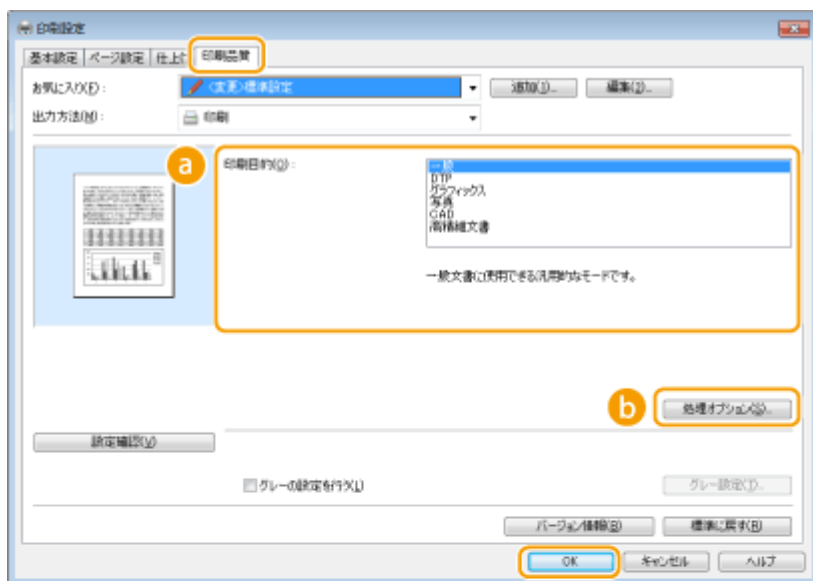 印刷設定
基本設定 ページ設定 仕上げ 印刷品質
お気に入り(F): <変更>標準設定 追加(1)... 編集(2)...
出力方法(M): 印刷
a 印刷目的(O): 一般
DTP
グラフィックス
写真
CAD
高精細文書
一般文書に使用できる汎用的なモードです。
b 処理オプション(S)...
設定確認(V)
グレーの設定を行う(L)
グレー設定(T)...
バージョン情報(B) 標準に戻す(R)
OK キャンセル ヘルプ